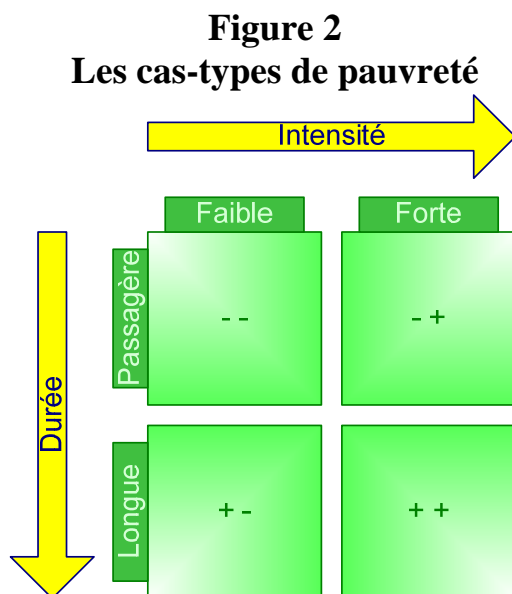 Figure 2
Les cas-types de pauvreté
Intensité
Faible
Forte
Durée
Passagère
- -
- +
Longue
+ -
+ +